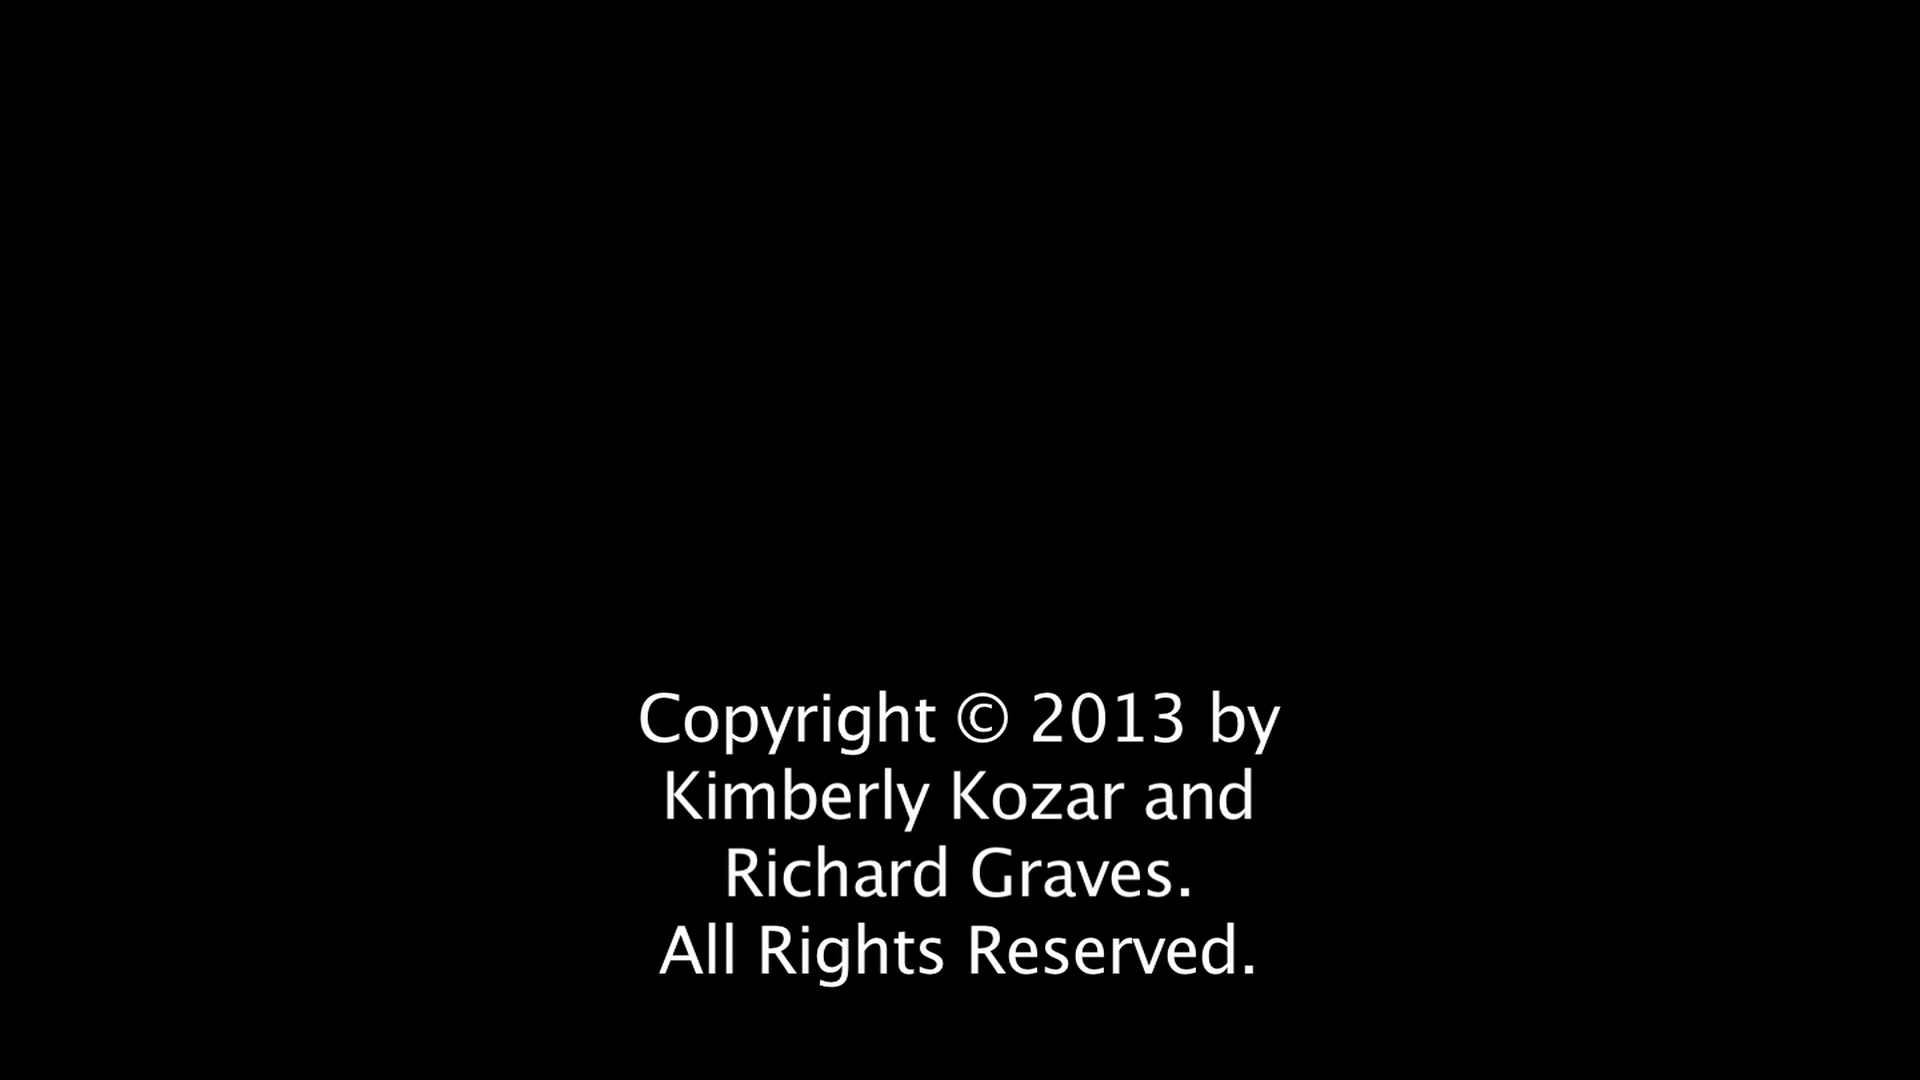 Copyright © 2013 by
Kimberly Kozar and
Richard Graves.
All Rights Reserved.